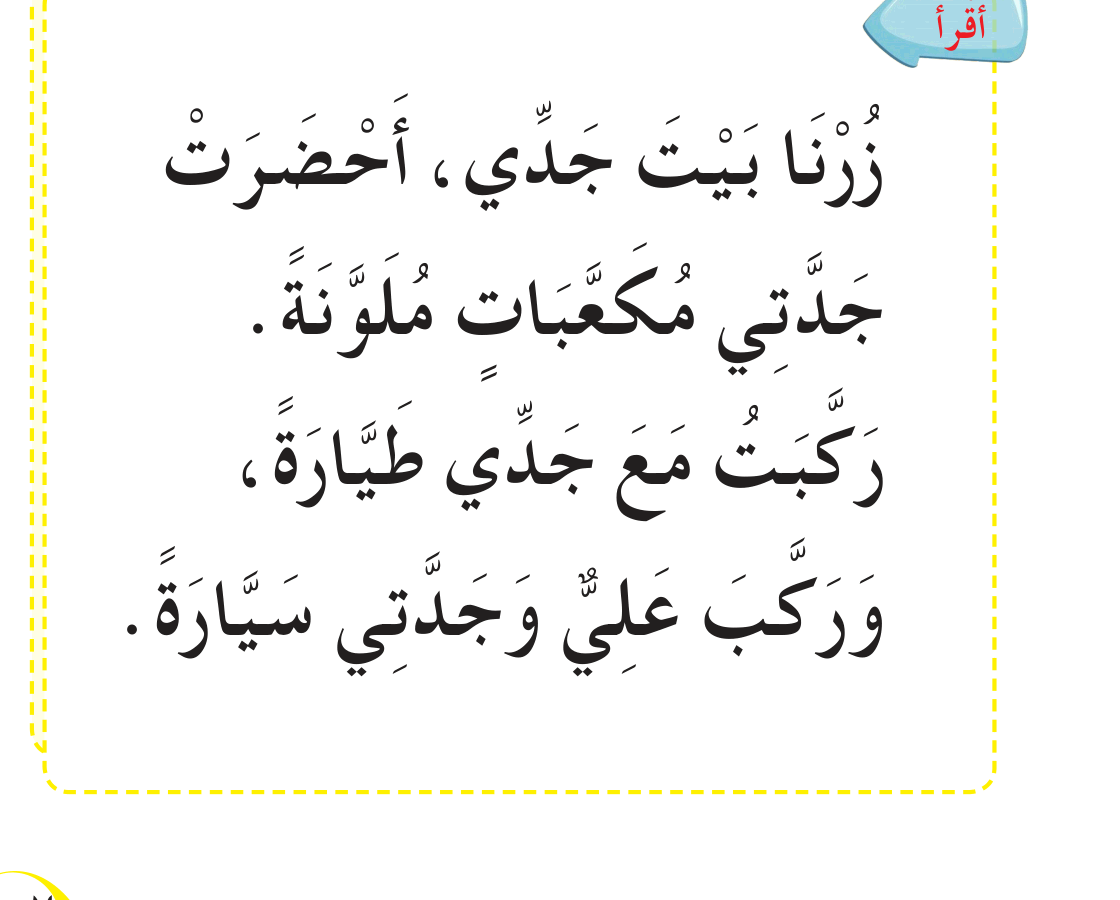 أقرأ
زُرْنَا بَيْتَ جَدِّي، أَحْضَرَتْ
جَدَّتِي مُكَعَّبَاتٍ مُلَوَّنَةً.
رَكَّبَتُ مَعَ جَدِّي طَيَّارَةً،
وَرَكَّبَ عَلِيٌّ وَجَدَّتِي سَيَّارَةً.